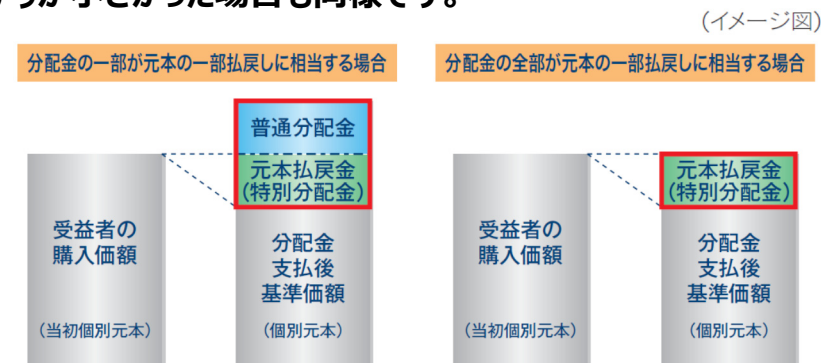 うが小さかった場合も同様です。
(イメージ図)
分配金の一部が元本の一部払戻しに相当する場合
普通分配金
元本払戻金
(特別分配金)
受益者の
購入価額
(当初個別元本)
分配金
支払後
基準価額
(個別元本)
分配金の全部が元本の一部払戻しに相当する場合
元本払戻金
(特別分配金)
受益者の
購入価額
(当初個別元本)
分配金
支払後
基準価額
(個別元本)